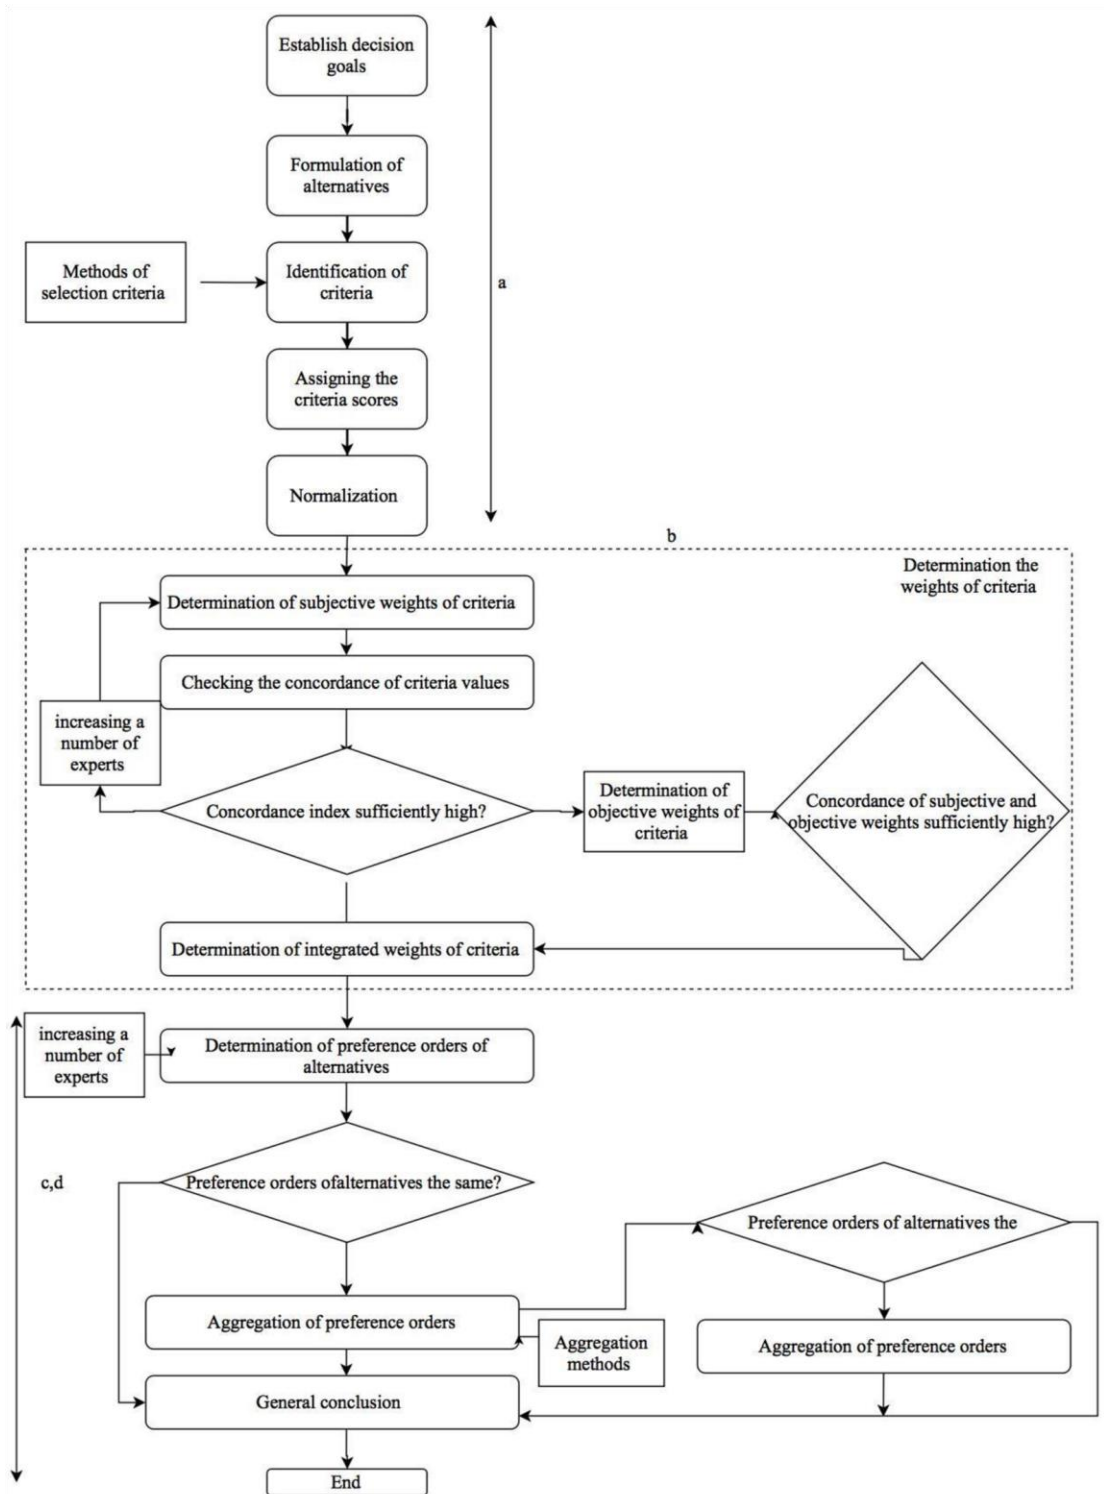 Establish decision
goals
Formulation of
alternatives
Methods of
selection criteria
Identification of
criteria
a
Assigning the
criteria scores
Normalization
b
Determination the
weights of criteria
Determination of subjective weights of criteria
Checking the concordance of criteria values
increasing a
number of
experts
Concordance index sufficiently high?
Determination of
objective weights of
criteria
Concordance of subjective and
objective weights sufficiently high?
Determination of integrated weights of criteria
increasing a
number of
experts
Determination of preference orders of
alternatives
c,d
Preference orders ofalternatives the same?
Preference orders of alternatives the
Aggregation of preference orders
Aggregation
methods
Aggregation of preference orders
General conclusion
End